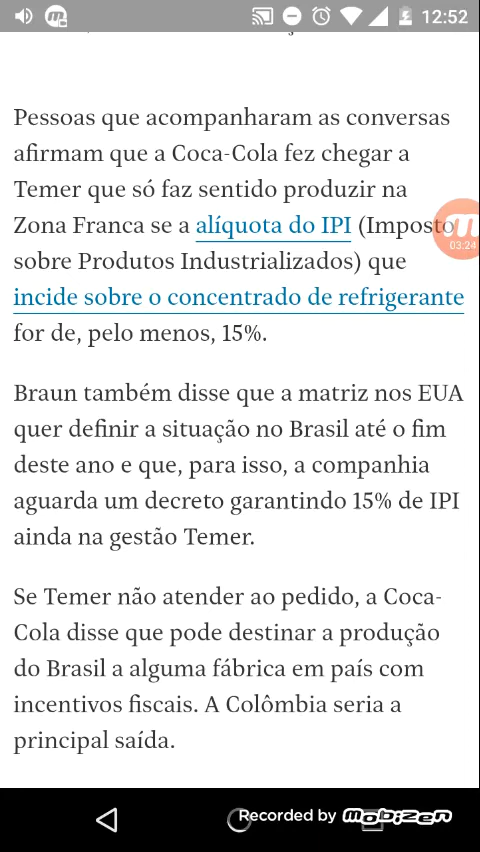 12:52
Pessoas que acompanharam as conversas
afirmam que a Coca-Cola fez chegar a
Temer que só faz sentido produzir na
Zona Franca se a alíquota do IPI (Imposto
03:24
sobre Produtos Industrializados) que
incide sobre o concentrado de refrigerante
for de, pelo menos, 15%.
Braun também disse que a matriz nos EUA
quer definir a situação no Brasil até o fim
deste ano e que, para isso, a companhia
aguarda um decreto garantindo 15% de IPI
ainda na gestão Temer.
Se Temer não atender ao pedido, a Coca-
Cola disse que pode destinar a produção
do Brasil a alguma fábrica em país com
incentivos fiscais. A Colômbia seria a
principal saída.
Recorded by mobizen